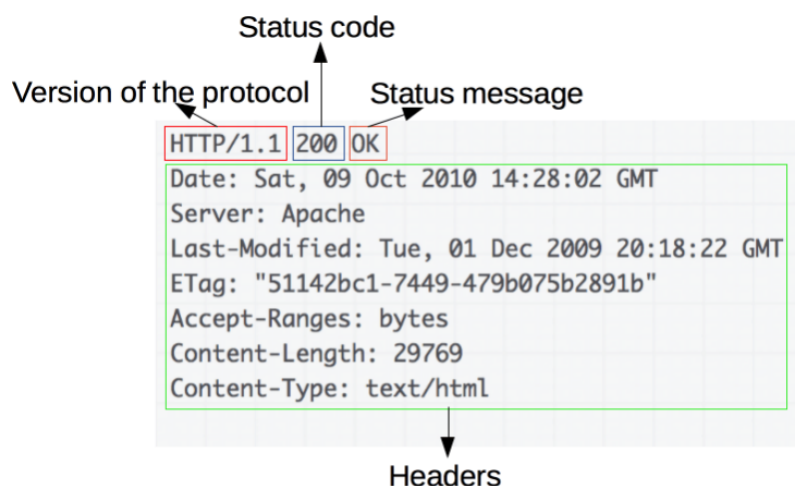 Status code
Version of the protocol
Status message
HTTP/1.1 200 OK
Date: Sat, 09 Oct 2010 14:28:02 GMT
Server: Apache
Last-Modified: Tue, 01 Dec 2009 20:18:22 GMT
ETag: "51142bc1-7449-479b075b2891b"
Accept-Ranges: bytes
Content-Length: 29769
Content-Type: text/html
Headers